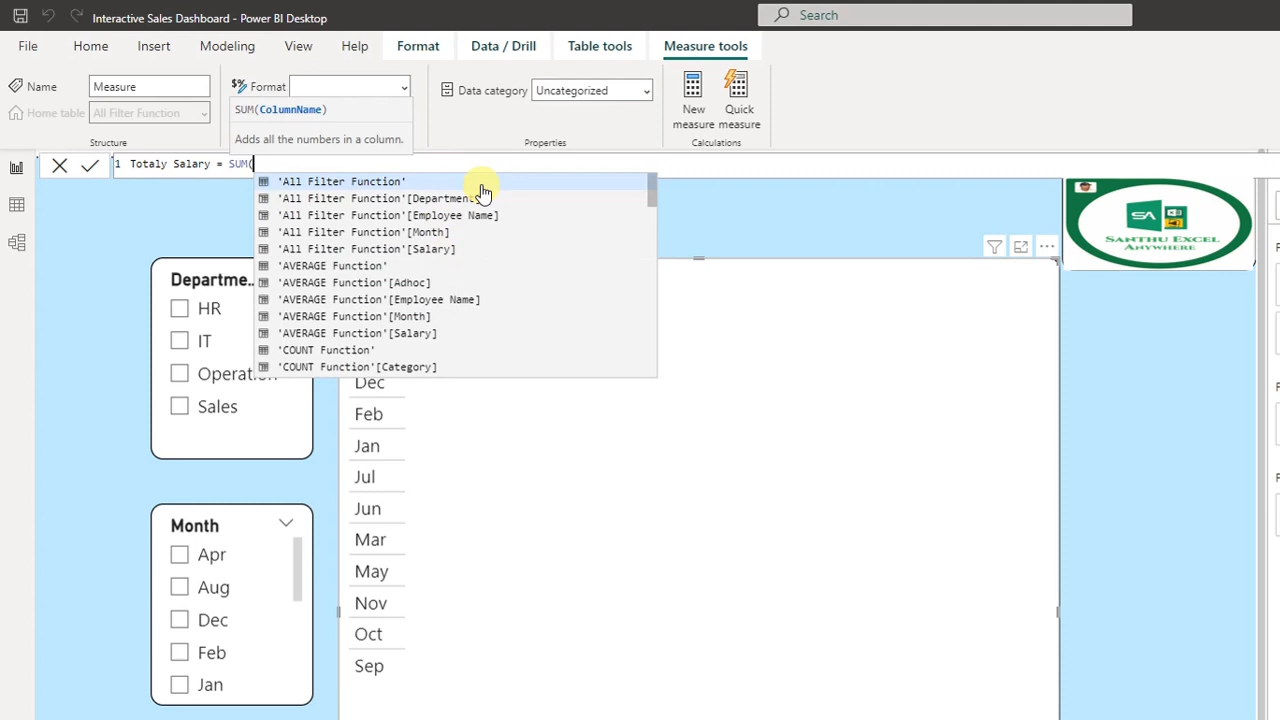 Interactive Sales Dashboard - Power BI Desktop
Search
File Home Insert Modeling View Help Format Data / Drill Table tools Measure tools
Name Measure
$% Format
Data category Uncategorized
New measure
Quick measure
Home table All Filter Function
SUM(ColumnName)
Adds all the numbers in a column.
Structure
Properties
Calculations
1 Totaly Salary = SUM(
'All Filter Function'
'All Filter Function'[Department]
'All Filter Function'[Employee Name]
'All Filter Function'[Month]
'All Filter Function'[Salary]
'AVERAGE Function'
'AVERAGE Function'[Adhoc]
'AVERAGE Function'[Employee Name]
'AVERAGE Function'[Month]
'AVERAGE Function'[Salary]
'COUNT Function'
'COUNT Function'[Category]
SA
SANTHU EXCEL
ANYWHERE
Departme...
HR
IT
Operation
Sales
Month
Apr
Aug
Dec
Feb
Jan
Dec
Feb
Jan
Jul
Jun
Mar
May
Nov
Oct
Sep